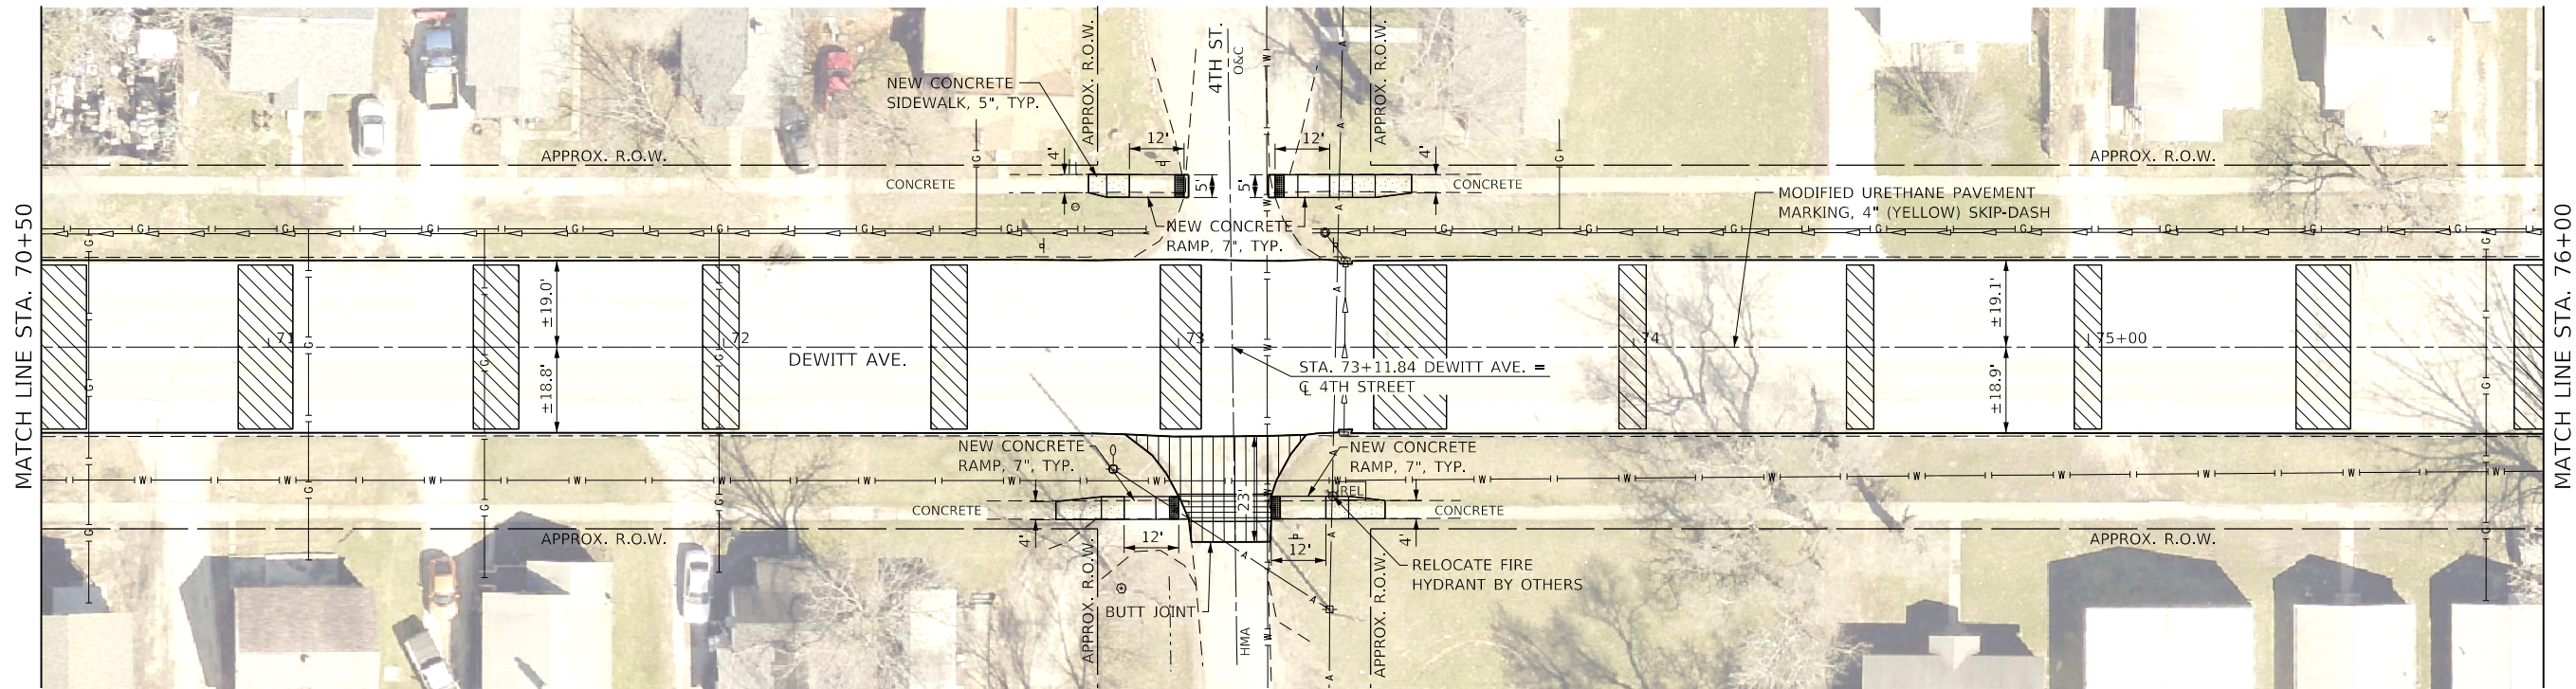 MATCH LINE STA. 70+50
MATCH LINE STA. 76+00
4TH ST.
O&C
APPROX. R.O.W.
APPROX. R.O.W.
NEW CONCRETE
SIDEWALK, 5", TYP.
APPROX. R.O.W.
APPROX. R.O.W.
12'
12'
4'
4'
5'
5'
CONCRETE
CONCRETE
NEW CONCRETE
RAMP, 7", TYP.
MODIFIED URETHANE PAVEMENT
MARKING, 4" (YELLOW) SKIP-DASH
±19.0'
±19.1'
71
72
73
74
75+00
DEWITT AVE.
±18.8'
±18.9'
STA. 73+11.84 DEWITT AVE. =
℄ 4TH STREET
NEW CONCRETE
RAMP, 7", TYP.
NEW CONCRETE
RAMP, 7", TYP.
REL
23'
CONCRETE
CONCRETE
4'
4'
12'
12'
APPROX. R.O.W.
APPROX. R.O.W.
RELOCATE FIRE
HYDRANT BY OTHERS
BUTT JOINT
APPROX. R.O.W.
APPROX. R.O.W.
HMA